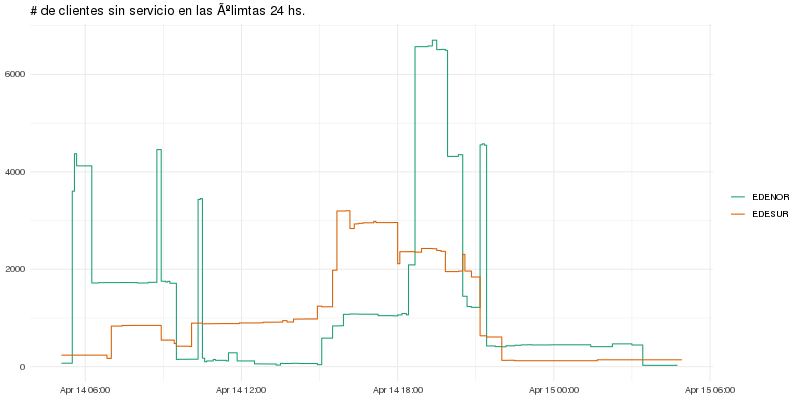 # de clientes sin servicio en las Ãºlimtas 24 hs.
6000
4000
2000
0
Apr 14 06:00
Apr 14 12:00
Apr 14 18:00
Apr 15 00:00
Apr 15 06:00
EDENOR
EDESUR